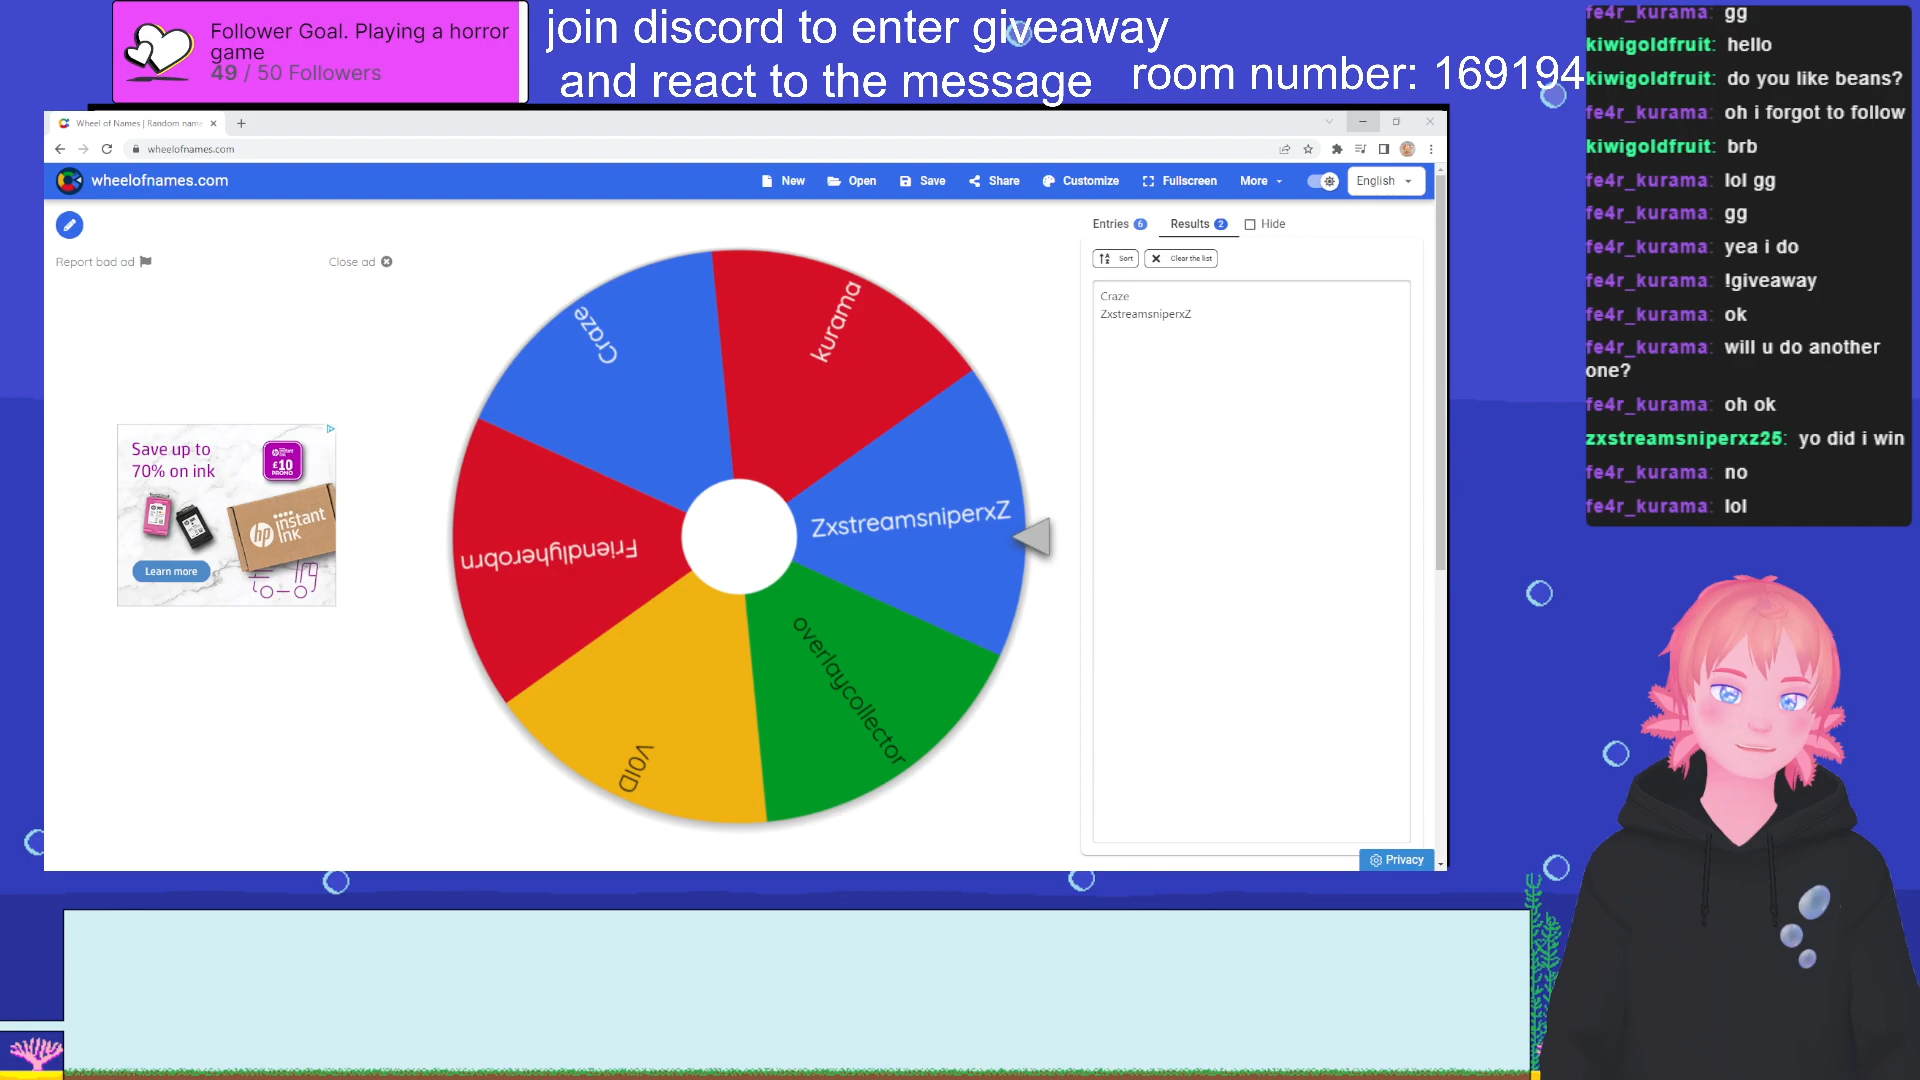 Follower Goal. Playing a horror
game
49 / 50 Followers
join discord to enter giveaway
and react to the message
room number: 169194
Wheel of Names | Random name
wheelofnames.com
wheelofnames.com
New
Open
Save
Share
Customize
Fullscreen
More
English
Report bad ad
Close ad
Save up to
70% on ink
£10
PROMO
hp instant
ink
Learn more
Craze
kurama
ZxstreamsniperxZ
overlaycollector
VOID
Friendlyherobrn
Entries 6
Results 2
Hide
Sort
Clear the list
Craze
ZxstreamsniperxZ
Privacy
fe4r_kurama: gg
kiwigoldfruit: hello
kiwigoldfruit: do you like beans?
fe4r_kurama: oh i forgot to follow
kiwigoldfruit: brb
fe4r_kurama: lol gg
fe4r_kurama: gg
fe4r_kurama: yea i do
fe4r_kurama: !giveaway
fe4r_kurama: ok
fe4r_kurama: will u do another
one?
fe4r_kurama: oh ok
zxstreamsniperxz25: yo did i win
fe4r_kurama: no
fe4r_kurama: lol